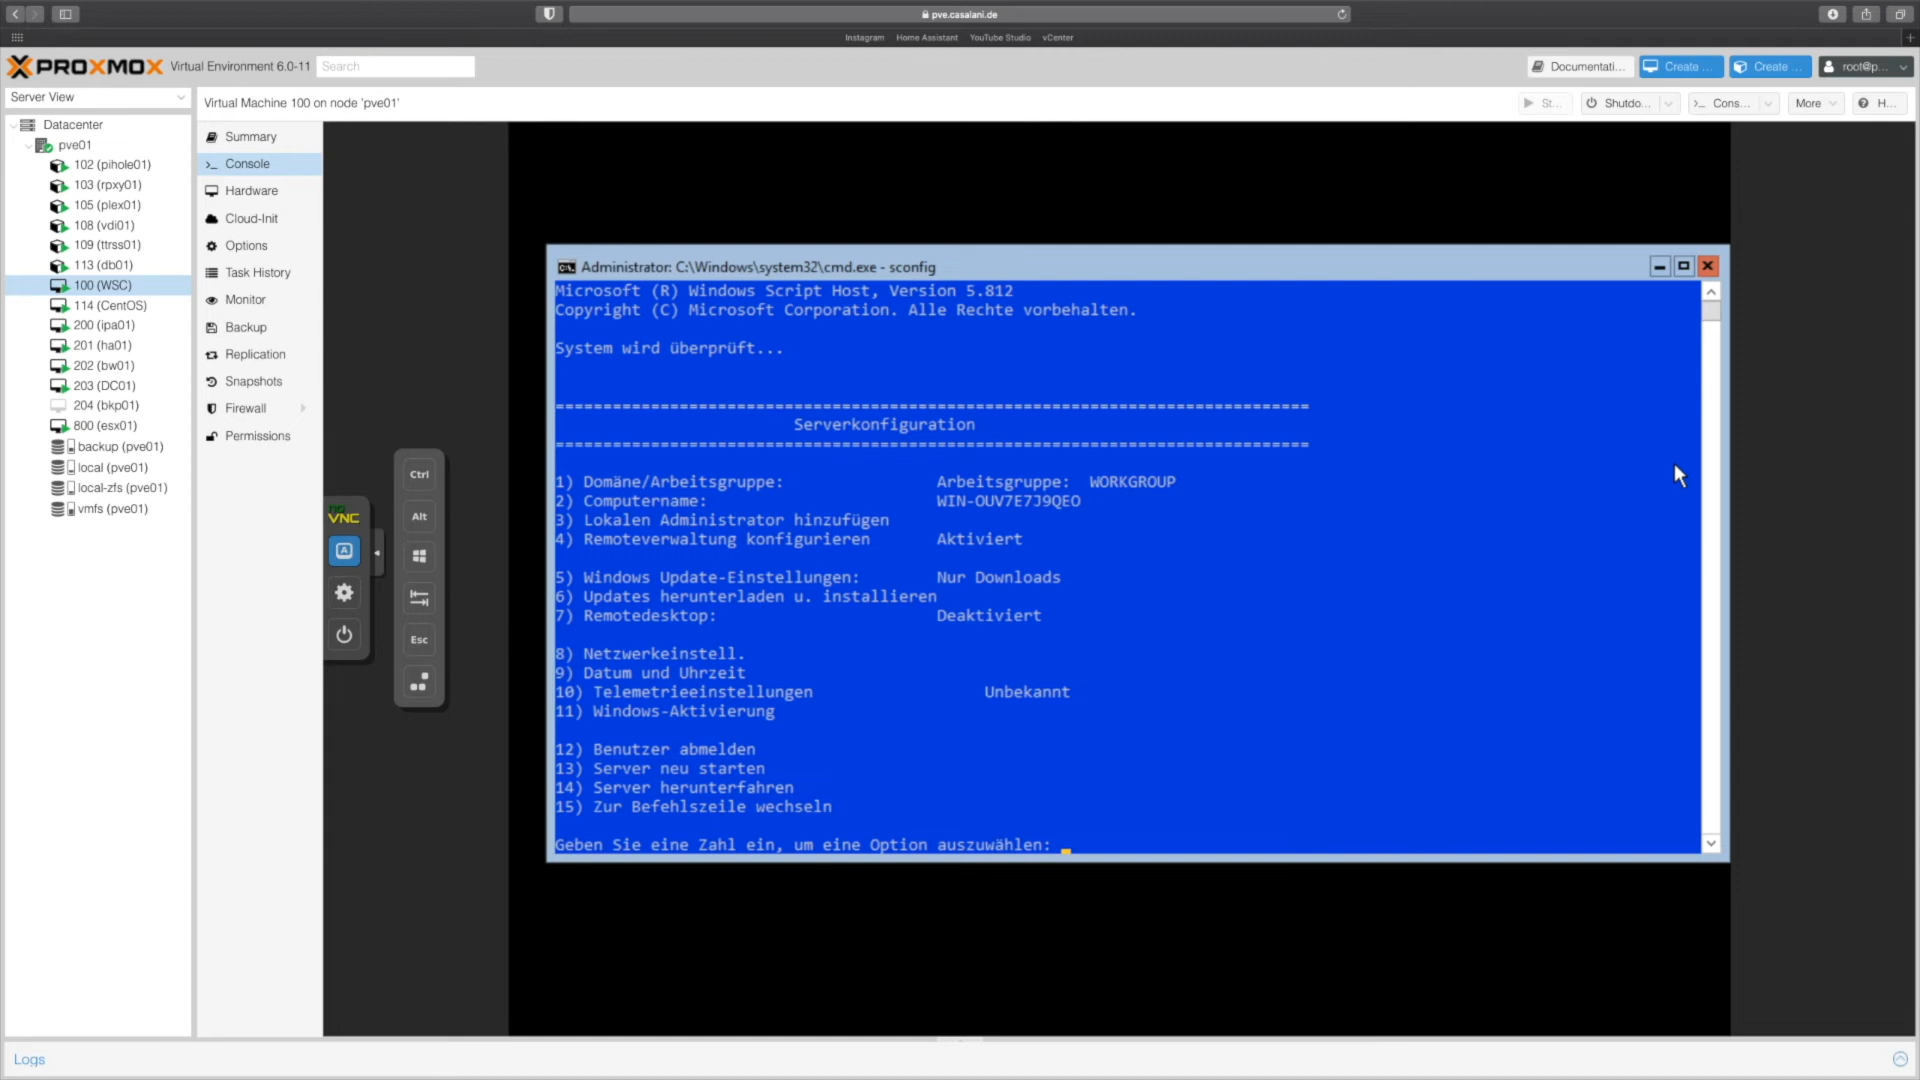 pve.casalani.de
Instagram Home Assistant YouTube Studio vCenter
PROXMOX Virtual Environment 6.0-11 Search
Documentati... Create ... Create ... root@p...
Server View
Virtual Machine 100 on node 'pve01'
St... Shutdo... Cons... More H...
Datacenter
pve01
102 (pihole01)
103 (rpxy01)
105 (plex01)
108 (vdi01)
109 (ttrss01)
113 (db01)
100 (WSC)
114 (CentOS)
200 (ipa01)
201 (ha01)
202 (bw01)
203 (DC01)
204 (bkp01)
800 (esx01)
backup (pve01)
local (pve01)
local-zfs (pve01)
vmfs (pve01)
Summary
Console
Hardware
Cloud-Init
Options
Task History
Monitor
Backup
Replication
Snapshots
Firewall
Permissions
no
VNC
A
Ctrl
Alt
Esc
Administrator: C:\Windows\system32\cmd.exe - sconfig
Microsoft (R) Windows Script Host, Version 5.812
Copyright (C) Microsoft Corporation. Alle Rechte vorbehalten.
System wird überprüft...
===============================================================================
Serverkonfiguration
===============================================================================
1) Domäne/Arbeitsgruppe: Arbeitsgruppe: WORKGROUP
2) Computername: WIN-OUV7E7J9QEO
3) Lokalen Administrator hinzufügen
4) Remoteverwaltung konfigurieren Aktiviert
5) Windows Update-Einstellungen: Nur Downloads
6) Updates herunterladen u. installieren
7) Remotedesktop: Deaktiviert
8) Netzwerkeinstell.
9) Datum und Uhrzeit
10) Telemetrieeinstellungen Unbekannt
11) Windows-Aktivierung
12) Benutzer abmelden
13) Server neu starten
14) Server herunterfahren
15) Zur Befehlszeile wechseln
Geben Sie eine Zahl ein, um eine Option auszuwählen:
Logs